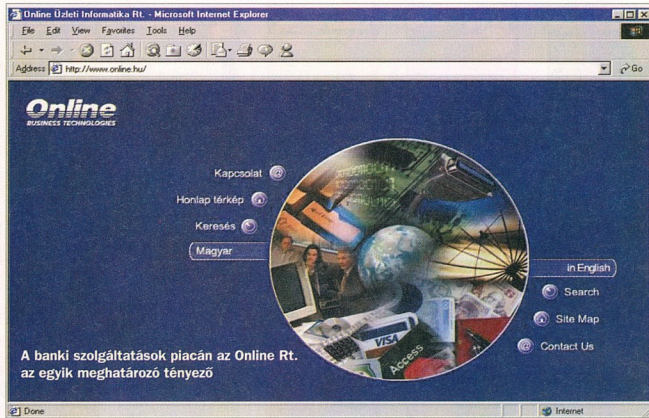 Online Üzleti Informatika Rt. - Microsoft Internet Explorer
File Edit View Favorites Tools Help
Address http://www.online.hu/ Go
Online
BUSINESS TECHNOLOGIES
Kapcsolat
Honlap térkép
Keresés
Magyar
in English
Search
Site Map
Contact Us
VISA
Access
A banki szolgáltatások piacán az Online Rt.
az egyik meghatározó tényező
Done Internet